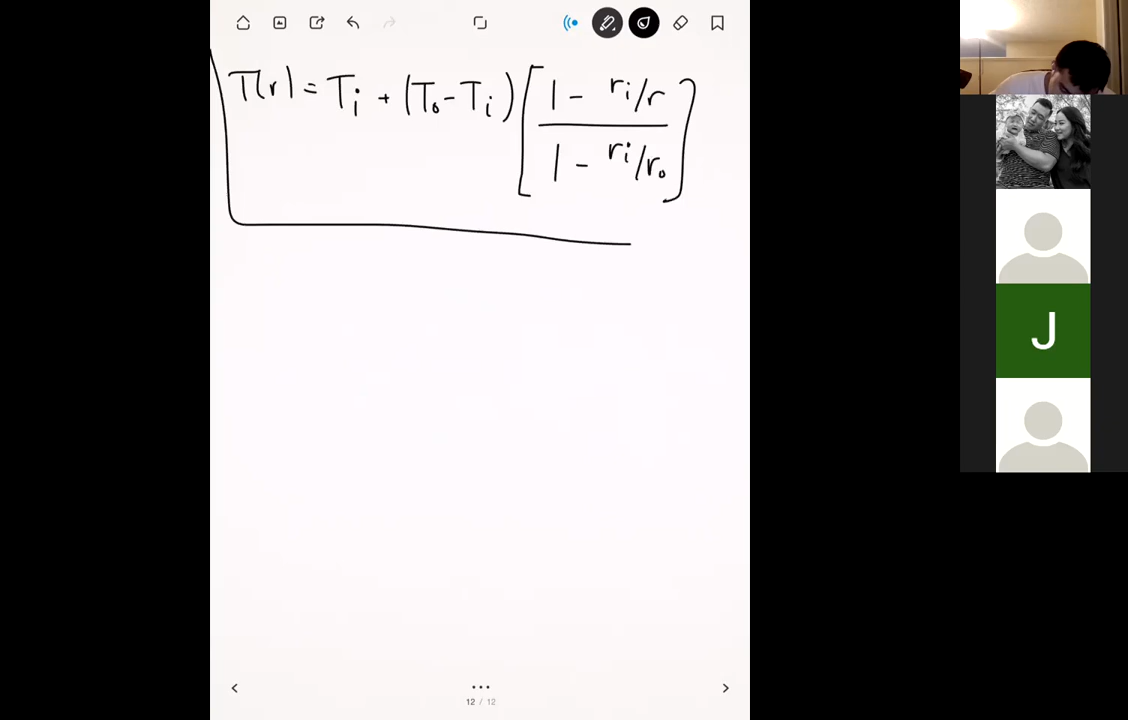 T(r) = Ti + (To - Ti) [ (1 - ri/r) / (1 - ri/ro) ]
J
12 / 12